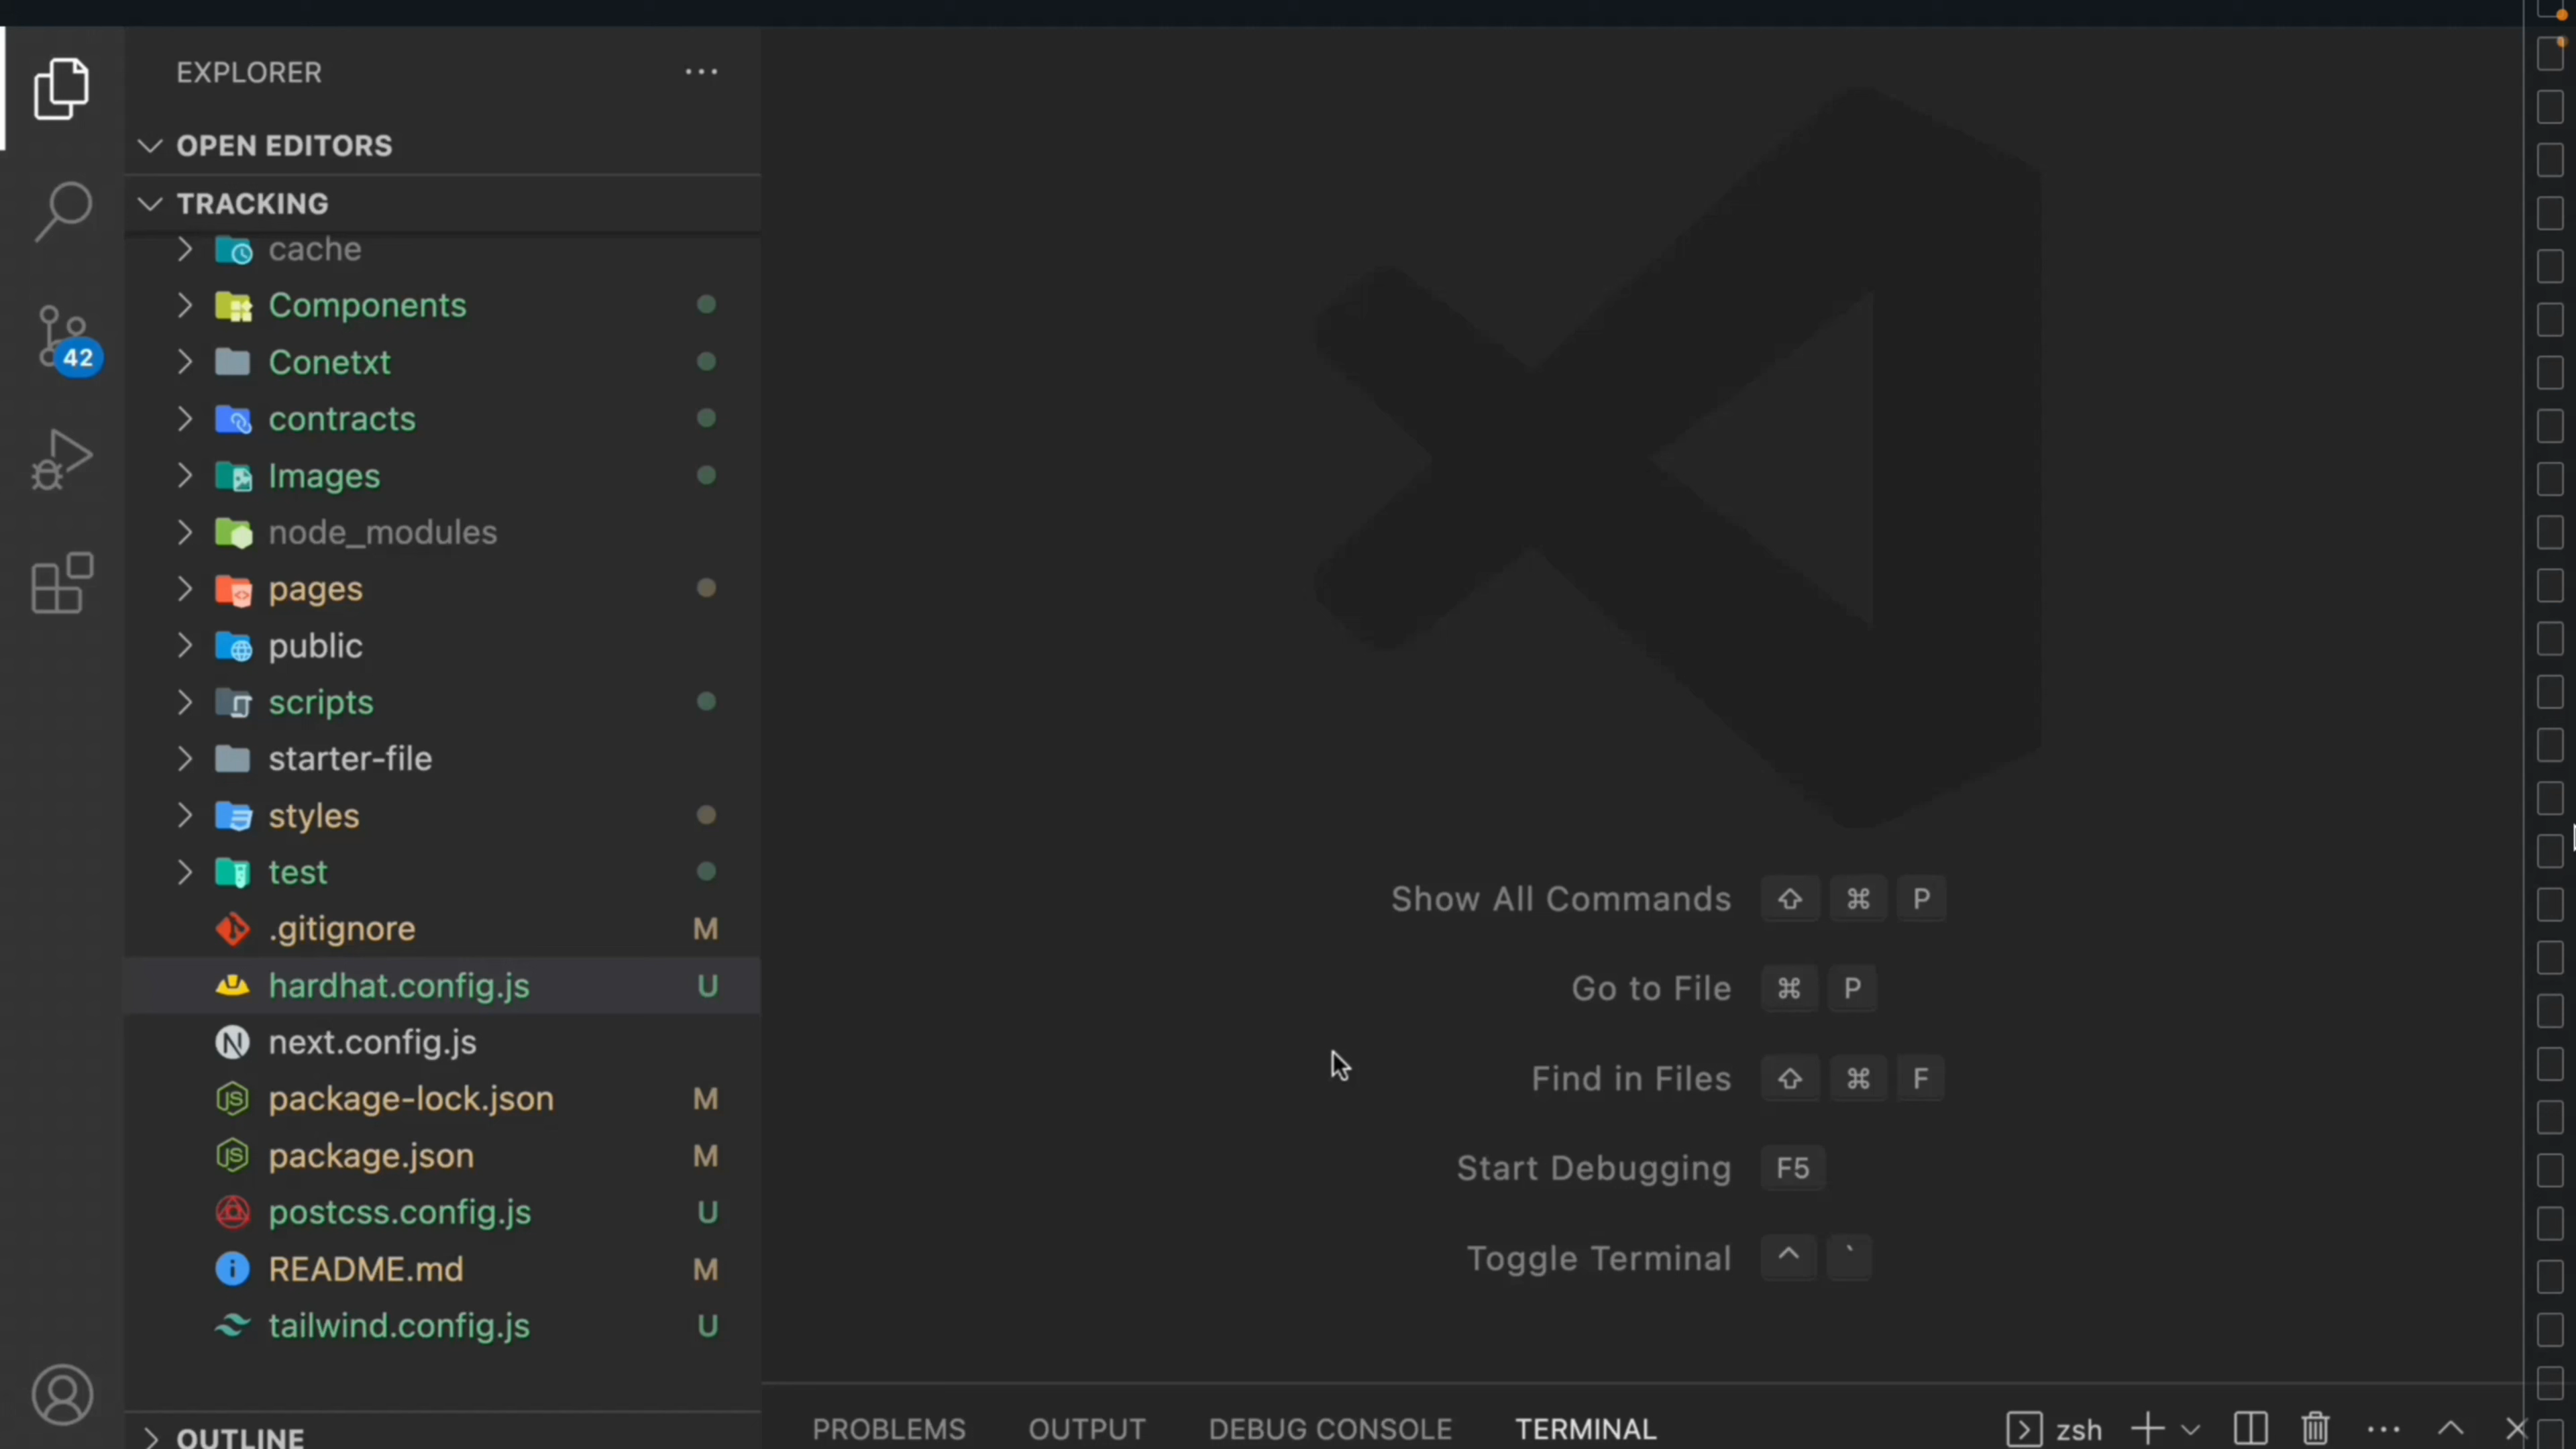 EXPLORER
OPEN EDITORS
TRACKING
cache
Components
42
Conetxt
contracts
Images
node_modules
pages
public
scripts
starter-file
styles
test
.gitignore M
hardhat.config.js U
next.config.js
package-lock.json M
package.json M
postcss.config.js U
README.md M
tailwind.config.js U
OUTLINE
Show All Commands ⇧ ⌘ P
Go to File ⌘ P
Find in Files ⇧ ⌘ F
Start Debugging F5
Toggle Terminal ^ `
PROBLEMS OUTPUT DEBUG CONSOLE TERMINAL zsh